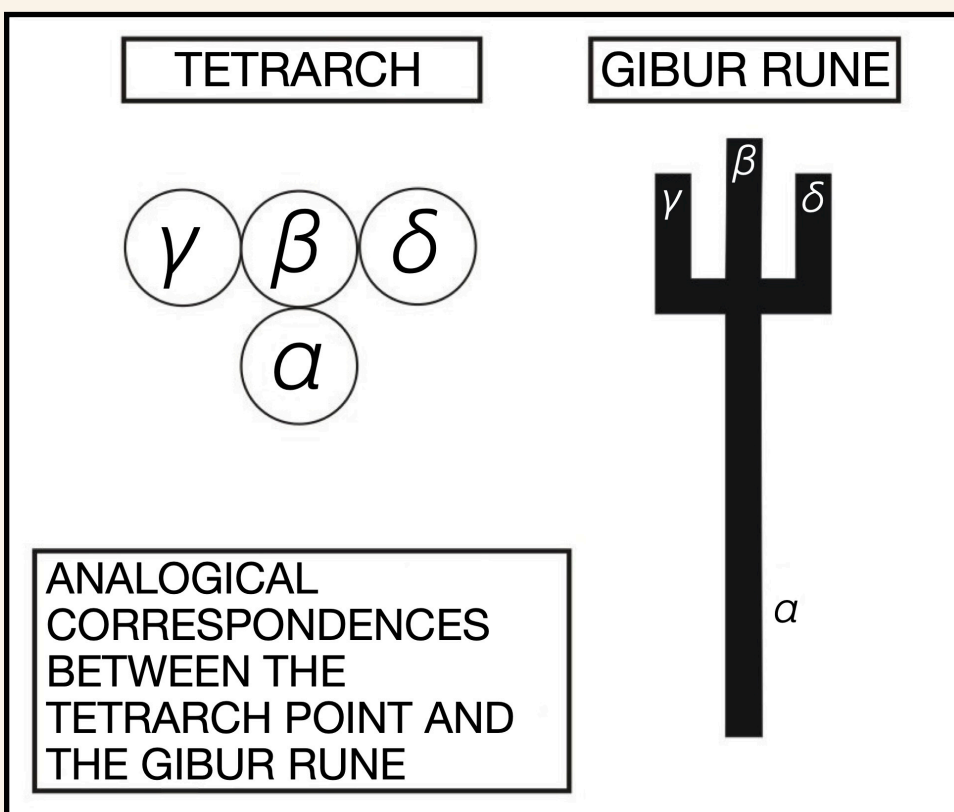 TETRARCH
GIBUR RUNE
γ β δ
α
β
γ δ
α
ANALOGICAL
CORRESPONDENCES
BETWEEN THE
TETRARCH POINT AND
THE GIBUR RUNE